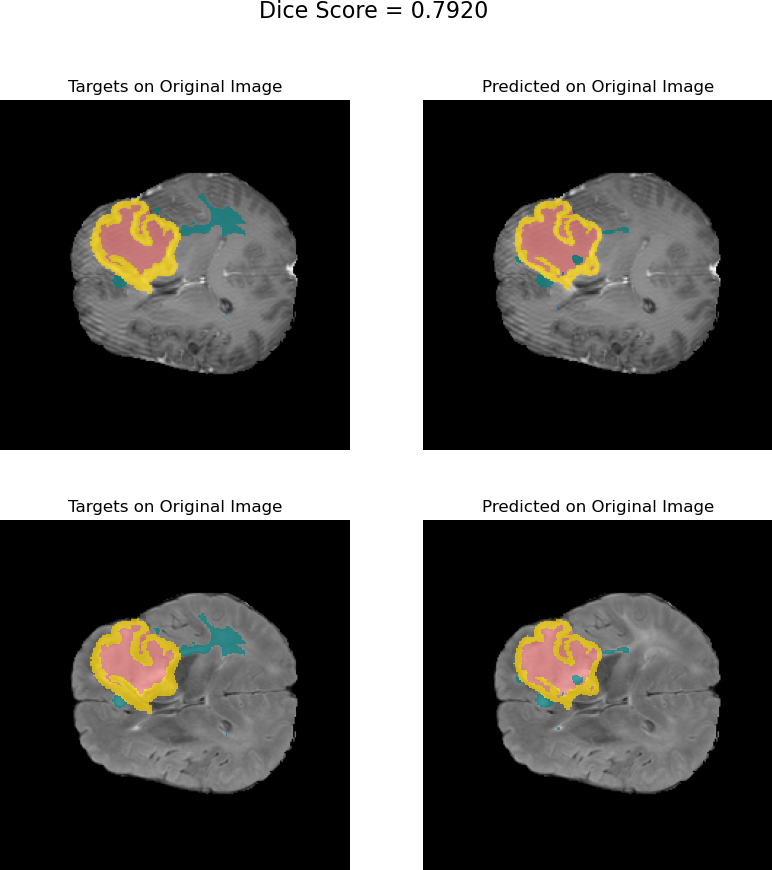 Dice Score = 0.7920
Targets on Original Image
Predicted on Original Image
Targets on Original Image
Predicted on Original Image